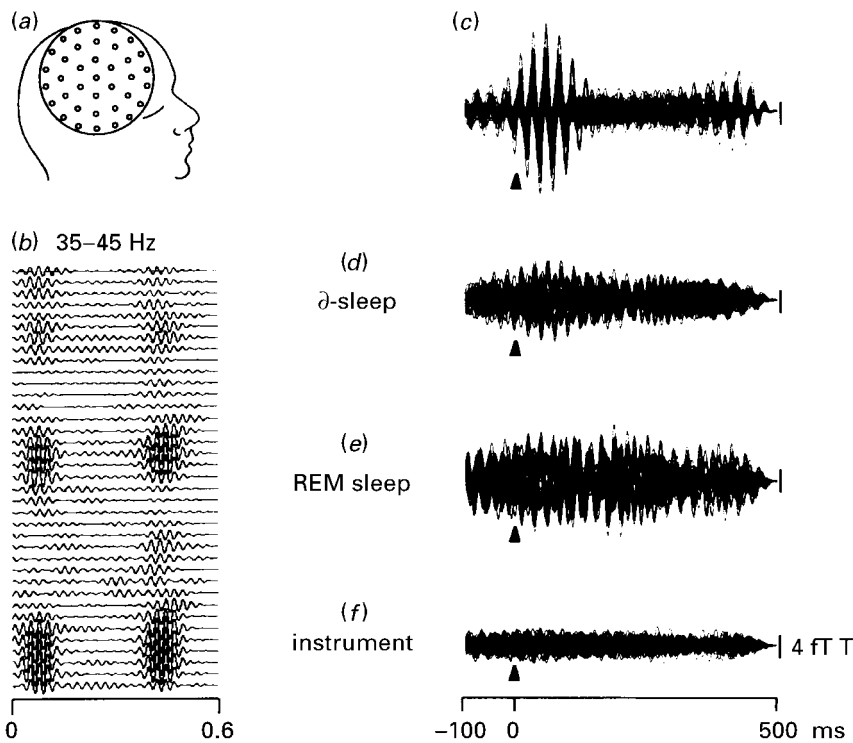 (a)
(c)
(b) 35–45 Hz
(d)
∂-sleep
(e)
REM sleep
(f)
instrument
4 fT T
0 0.6
−100 0 500 ms